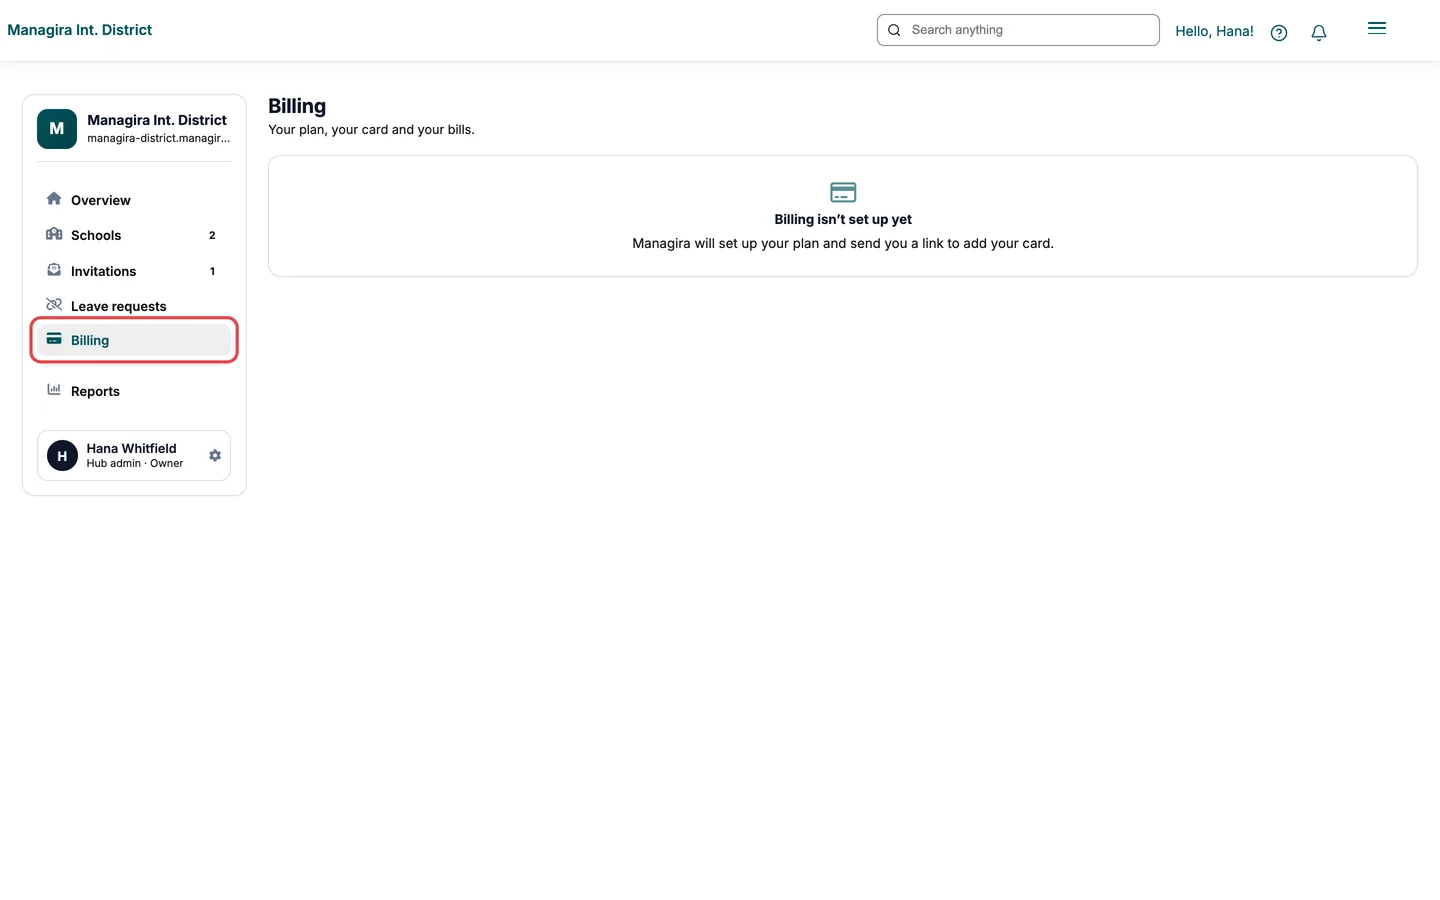 Managira Int. District
Search anything
Hello, Hana!
M
Managira Int. District
managira-district.managir...
Overview
Schools 2
Invitations 1
Leave requests
Billing
Reports
H
Hana Whitfield
Hub admin · Owner
Billing
Your plan, your card and your bills.
Billing isn’t set up yet
Managira will set up your plan and send you a link to add your card.